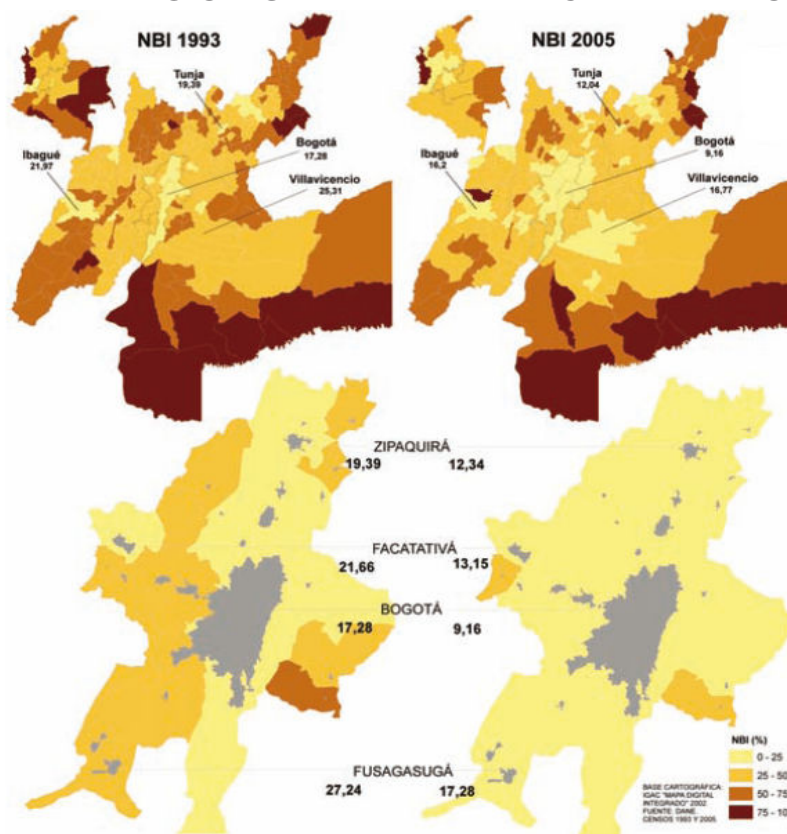 NBI 1993
NBI 2005
Tunja
19,39
Bogotá
17,28
Ibagué
21,97
Villavicencio
25,31
Tunja
12,04
Bogotá
9,16
Ibagué
16,2
Villavicencio
16,77
ZIPAQUIRÁ
19,39 12,34
FACATATIVÁ
21,66 13,15
BOGOTÁ
17,28 9,16
FUSAGASUGÁ
27,24 17,28
NBI (%)
0 - 25
25 - 50
50 - 75
75 - 10
BASE CARTOGRÁFICA:
IGAC "MAPA DIGITAL
INTEGRADO" 2002
FUENTE: DANE.
CENSOS 1993 Y 2005